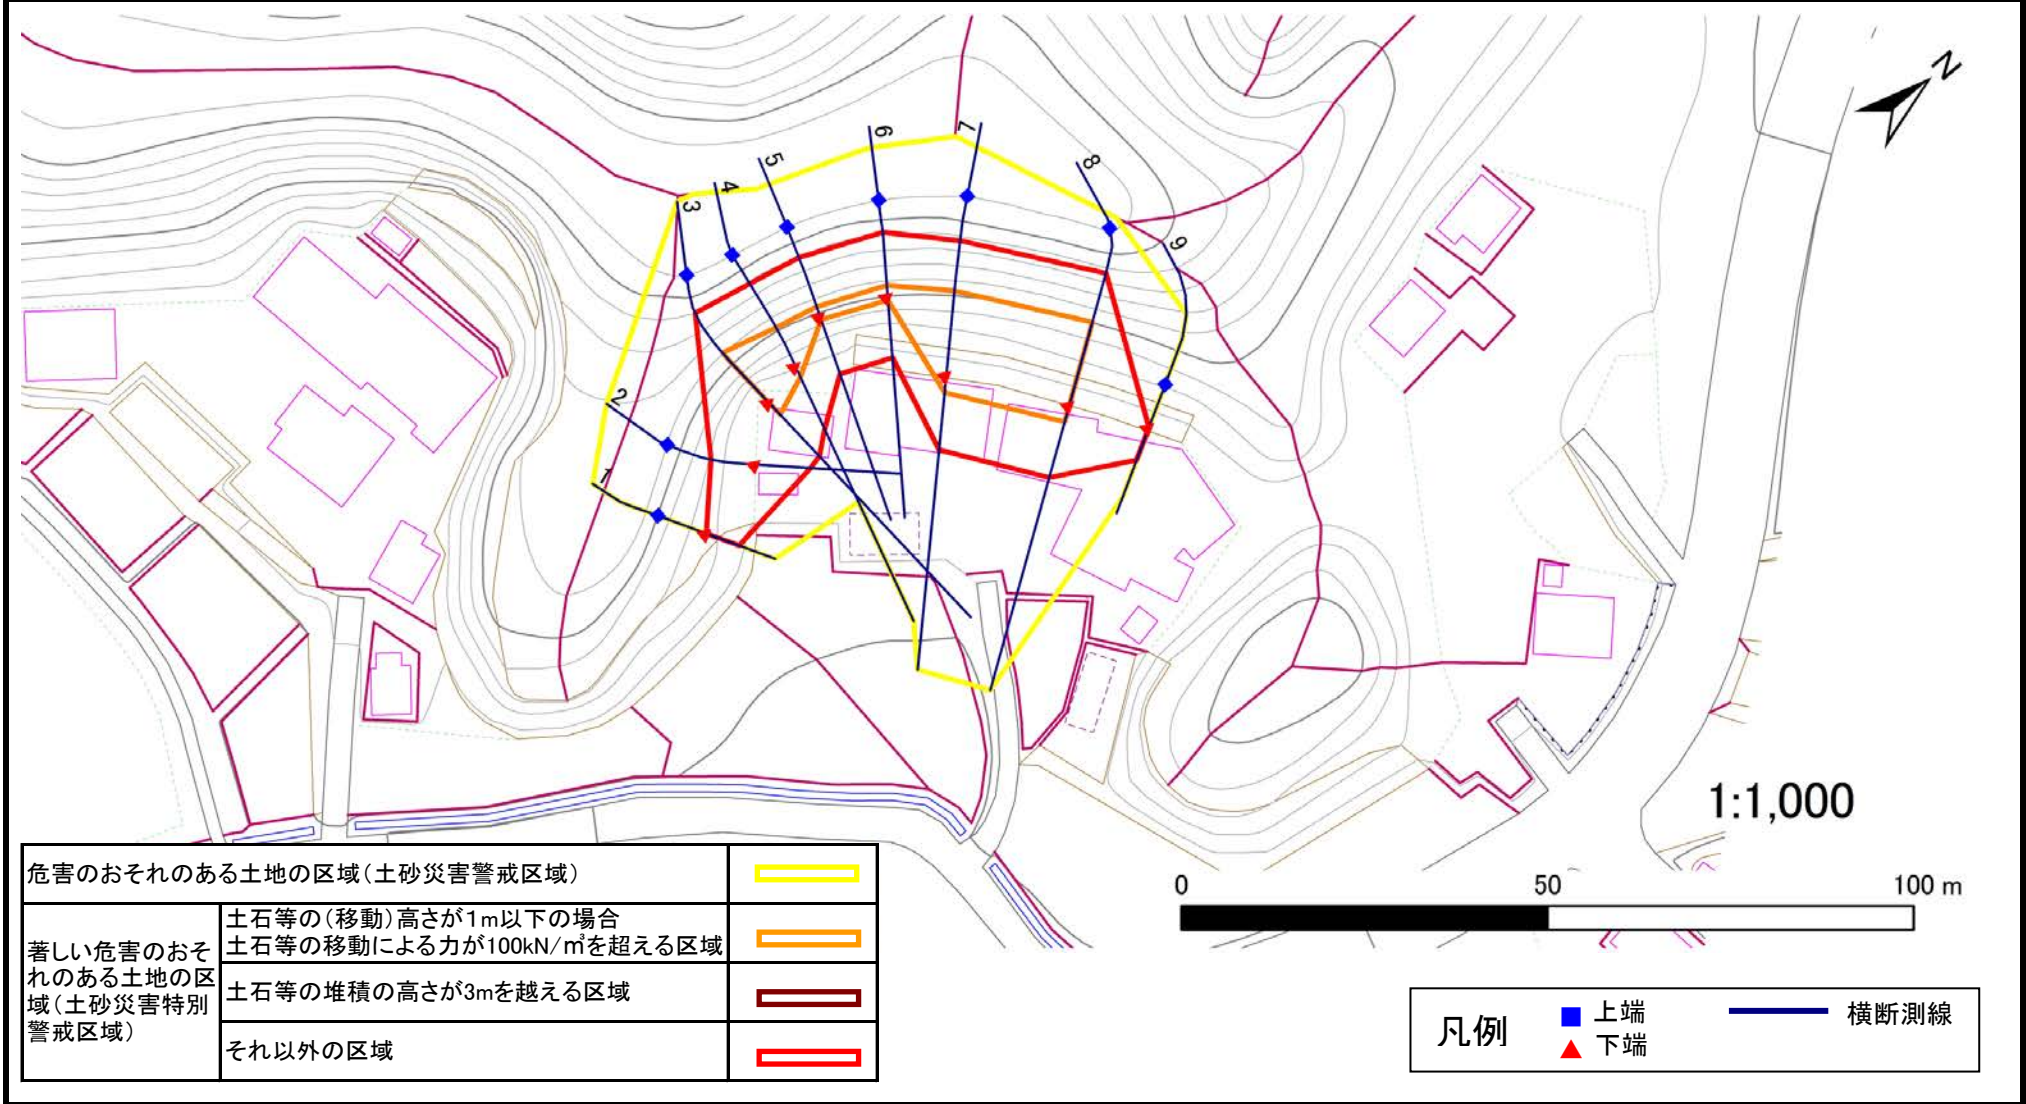 N
1
2
3
4
5
6
7
8
9
1:1,000
0 50 100 m
危害のおそれのある土地の区域(土砂災害警戒区域)
著しい危害のおそ
れのある土地の区
域(土砂災害特別
警戒区域)
土石等の(移動)高さが1m以下の場合
土石等の移動による力が100kN/㎡を超える区域
土石等の堆積の高さが3mを越える区域
それ以外の区域
凡例
上端
下端
横断測線